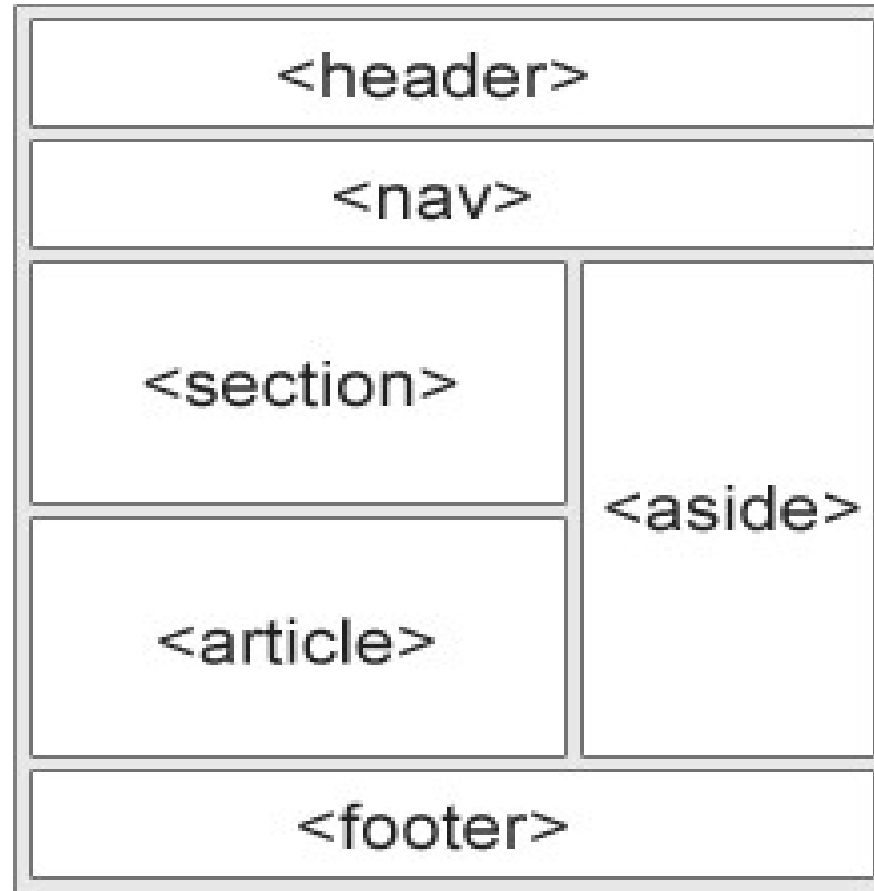 <header>
<nav>
<section>
<aside>
<article>
<footer>